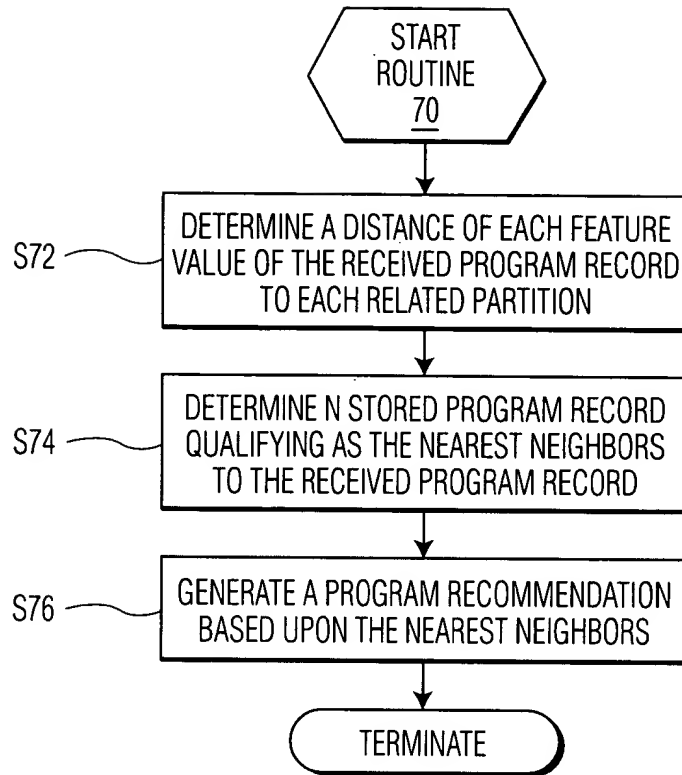 START
ROUTINE
70
S72
DETERMINE A DISTANCE OF EACH FEATURE
VALUE OF THE RECEIVED PROGRAM RECORD
TO EACH RELATED PARTITION
S74
DETERMINE N STORED PROGRAM RECORD
QUALIFYING AS THE NEAREST NEIGHBORS
TO THE RECEIVED PROGRAM RECORD
S76
GENERATE A PROGRAM RECOMMENDATION
BASED UPON THE NEAREST NEIGHBORS
TERMINATE